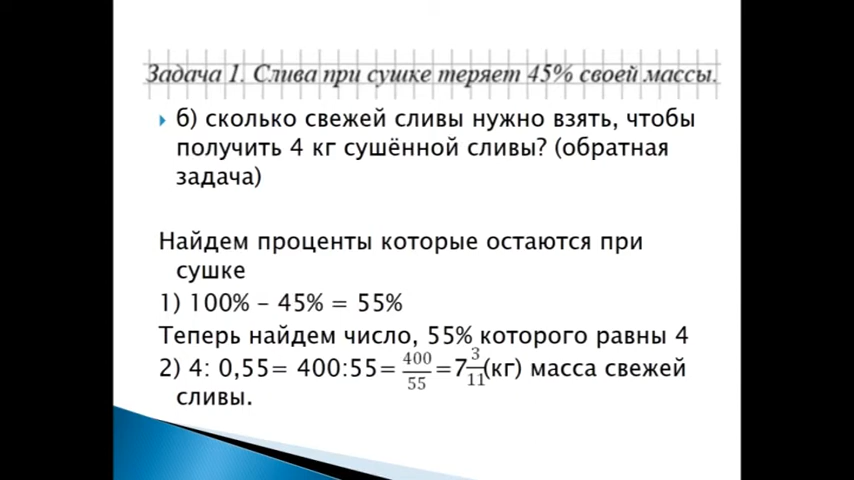 Задача 1. Слива при сушке теряет 45% своей массы.
б) сколько свежей сливы нужно взять, чтобы
получить 4 кг сушённой сливы? (обратная
задача)
Найдем проценты которые остаются при
сушке
1) 100% – 45% = 55%
Теперь найдем число, 55% которого равны 4
2) 4: 0,55= 400:55= 400/55 =7 3/11 (кг) масса свежей
сливы.